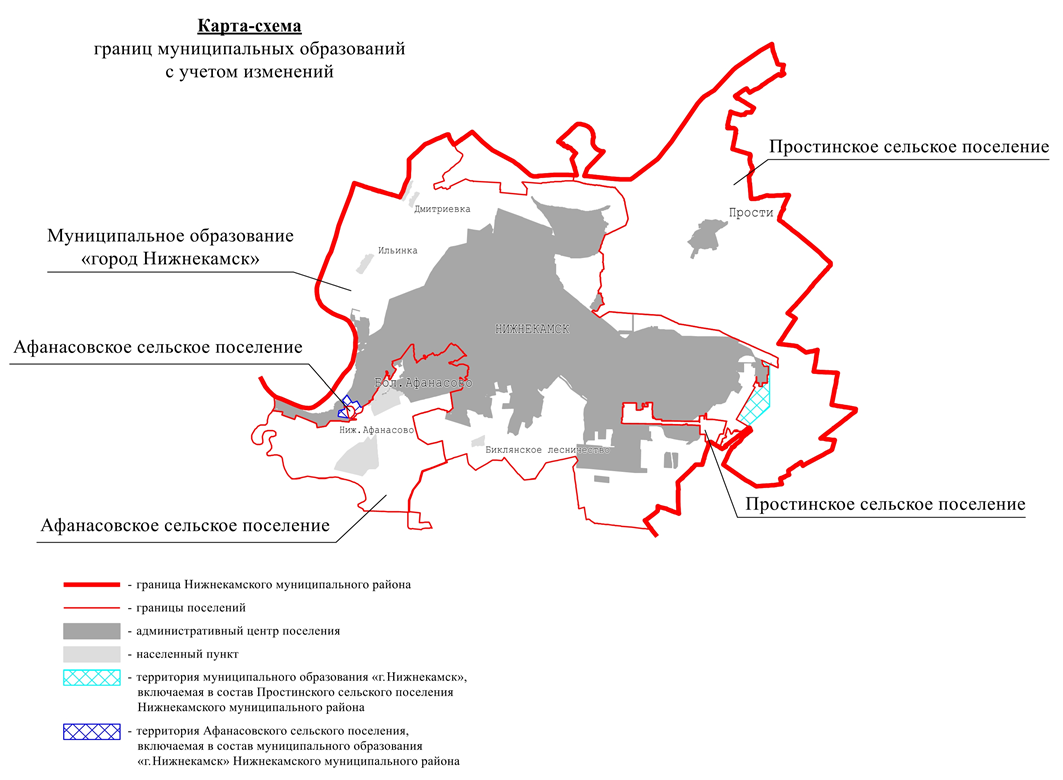 Карта-схема
границ муниципальных образований
с учетом изменений
Простинское сельское поселение
Прости
Дмитриевка
Муниципальное образование
«город Нижнекамск»
Ильинка
НИЖНЕКАМСК
Афанасовское сельское поселение
Бол.Афанасово
Ниж.Афанасово
Биклянское лесничество
Простинское сельское поселение
Афанасовское сельское поселение
- граница Нижнекамского муниципального района
- границы поселений
- административный центр поселения
- населенный пункт
- территория муниципального образования «г.Нижнекамск»,
включаемая в состав Простинского сельского поселения
Нижнекамского муниципального района
- территория Афанасовского сельского поселения,
включаемая в состав муниципального образования
«г.Нижнекамск» Нижнекамского муниципального района